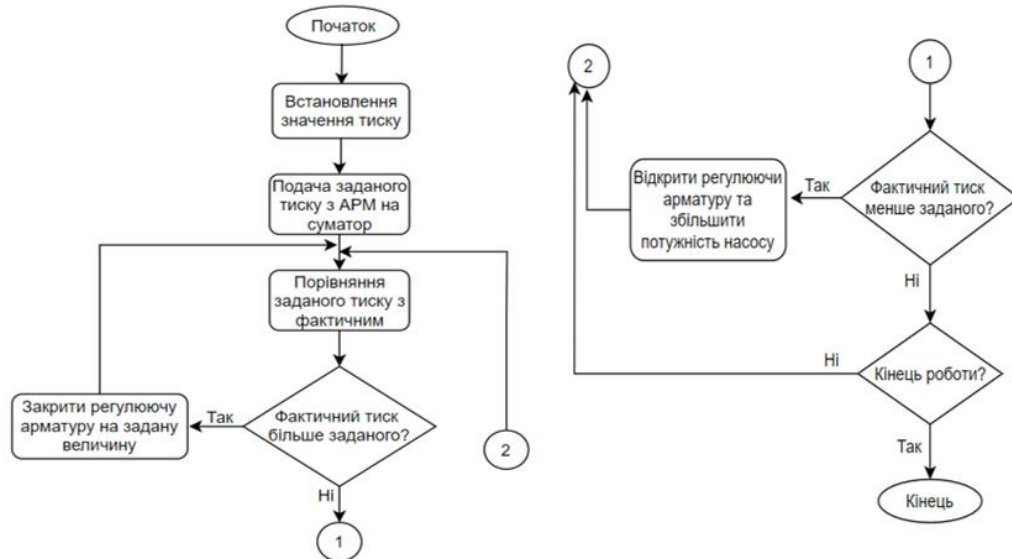 Початок
Встановлення
значення тиску
Подача заданого
тиску з АРМ на
суматор
Порівняння
заданого тиску з
фактичним
Фактичний тиск
більше заданого?
Так
Закрити регулюючу
арматуру на задану
величину
Ні
1
2
1
2
Фактичний тиск
менше заданого?
Так
Відкрити регулюючи
арматуру та
збільшити
потужність насосу
Ні
Кінець роботи?
Ні
Так
Кінець